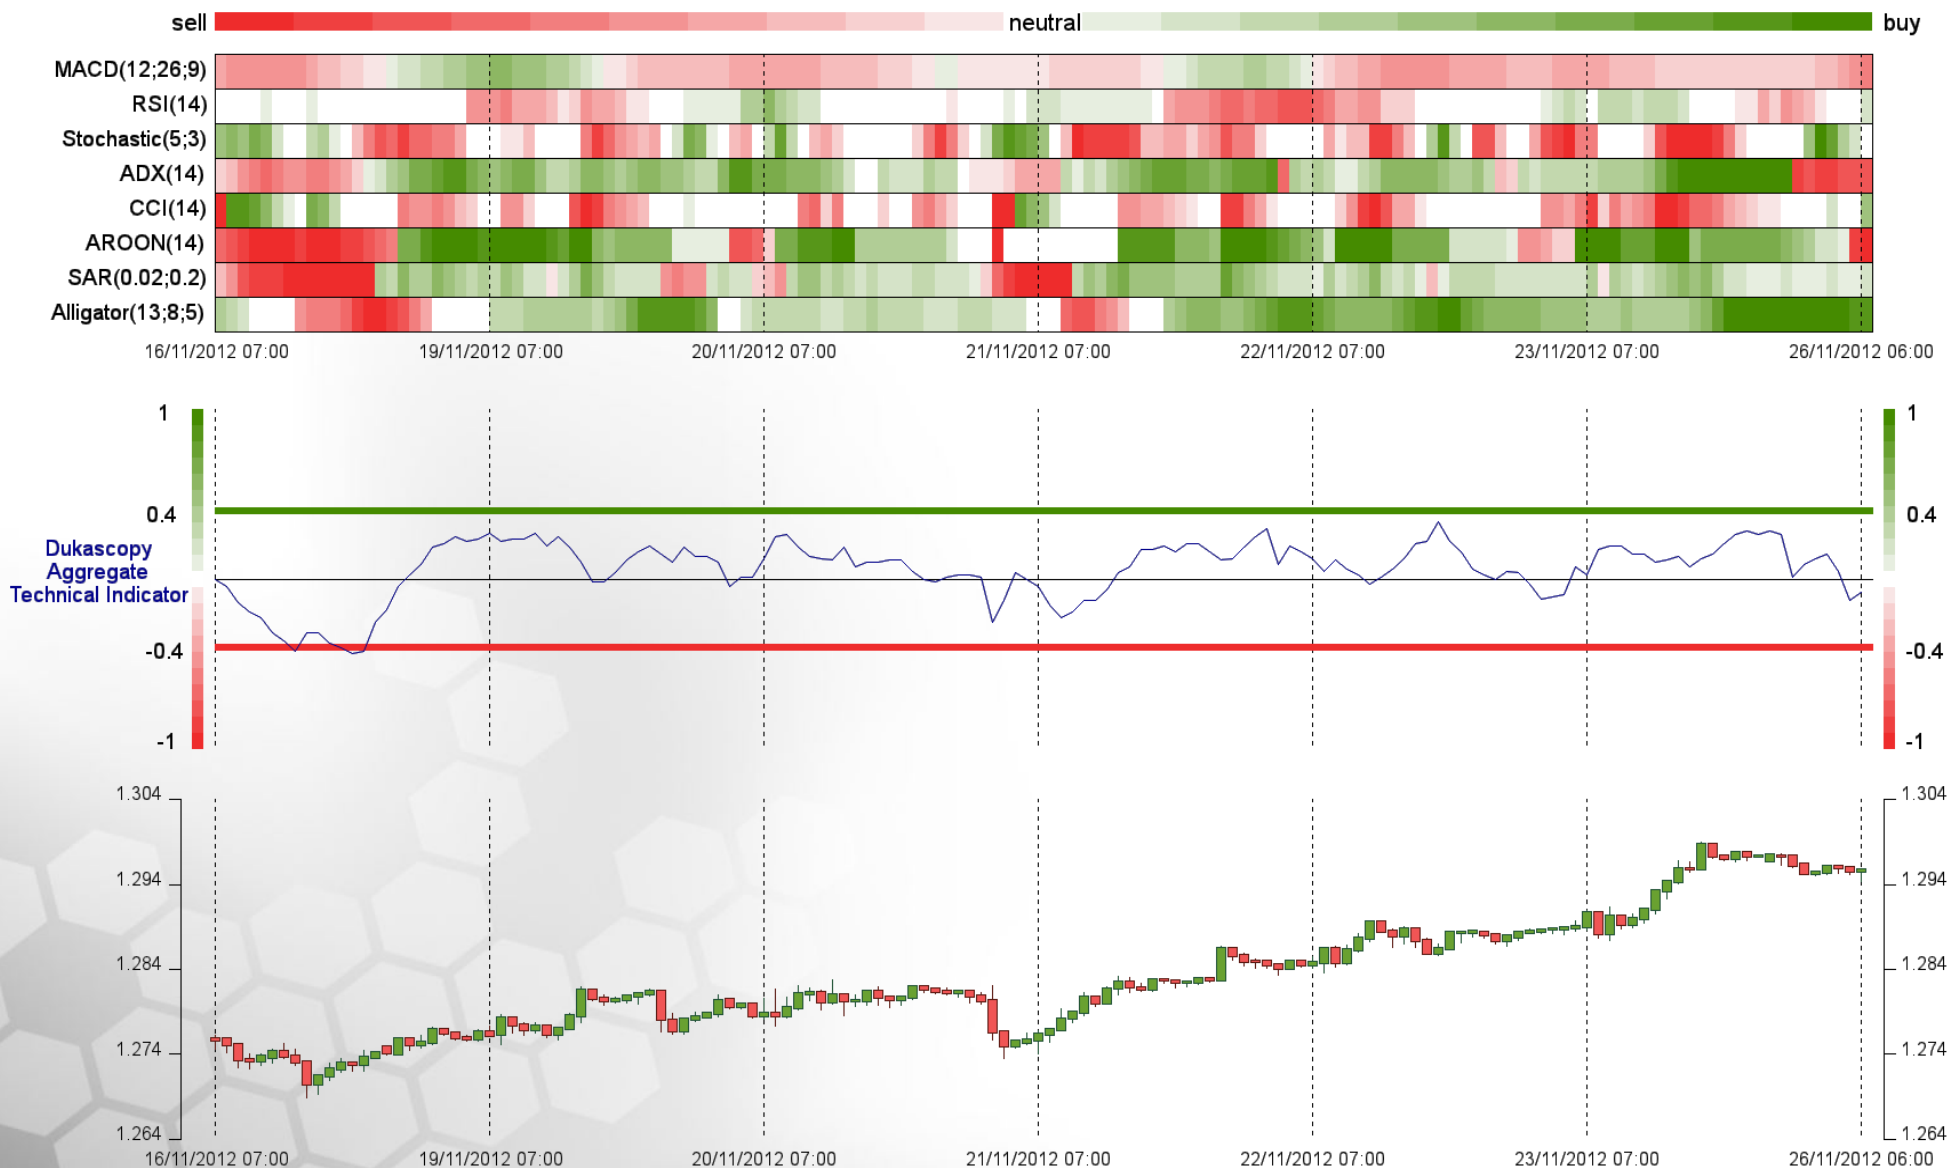 sell neutral buy
MACD(12;26;9)
RSI(14)
Stochastic(5;3)
ADX(14)
CCI(14)
AROON(14)
SAR(0.02;0.2)
Alligator(13;8;5)
16/11/2012 07:00 19/11/2012 07:00 20/11/2012 07:00 21/11/2012 07:00 22/11/2012 07:00 23/11/2012 07:00 26/11/2012 06:00
1 1
0.4 0.4
Dukascopy
Aggregate
Technical Indicator
-0.4 -0.4
-1 -1
1.304 1.304
1.294 1.294
1.284 1.284
1.274 1.274
1.264 1.264
16/11/2012 07:00 19/11/2012 07:00 20/11/2012 07:00 21/11/2012 07:00 22/11/2012 07:00 23/11/2012 07:00 26/11/2012 06:00